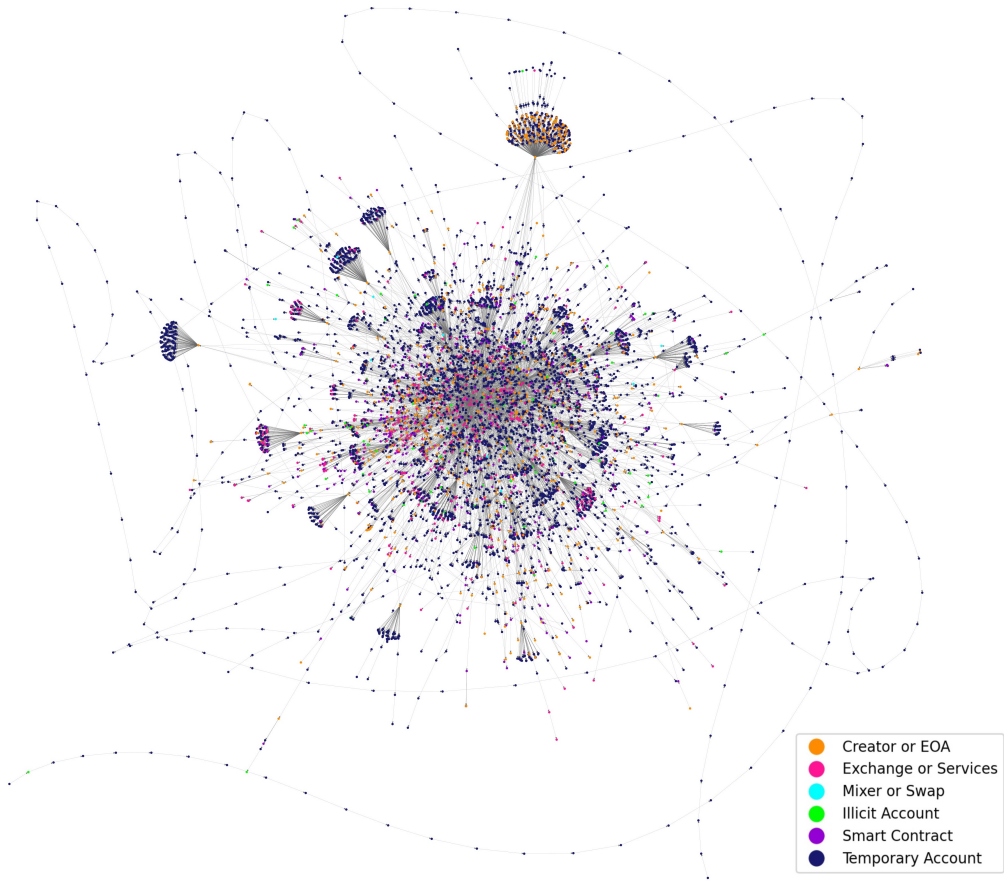 Creator or EOA
Exchange or Services
Mixer or Swap
Illicit Account
Smart Contract
Temporary Account